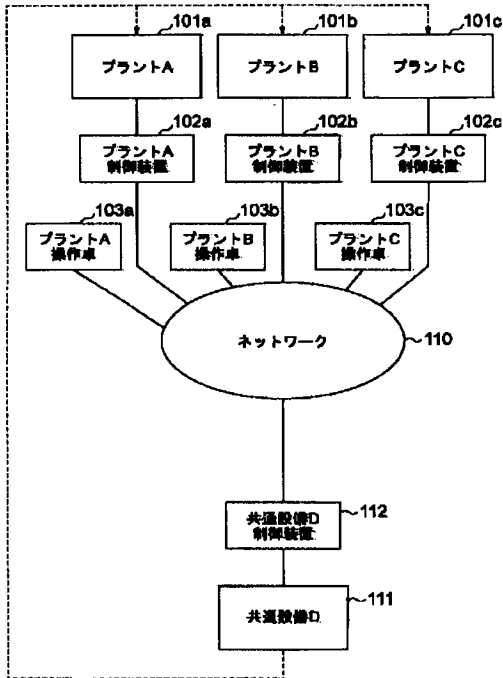 101a
101b
101c
プラントA
プラントB
プラントC
102a
102b
102c
プラントA
制御装置
プラントB
制御装置
プラントC
制御装置
103a
103b
103c
プラントA
操作卓
プラントB
操作卓
プラントC
操作卓
ネットワーク
110
共通設備D
制御装置
112
共通設備D
111